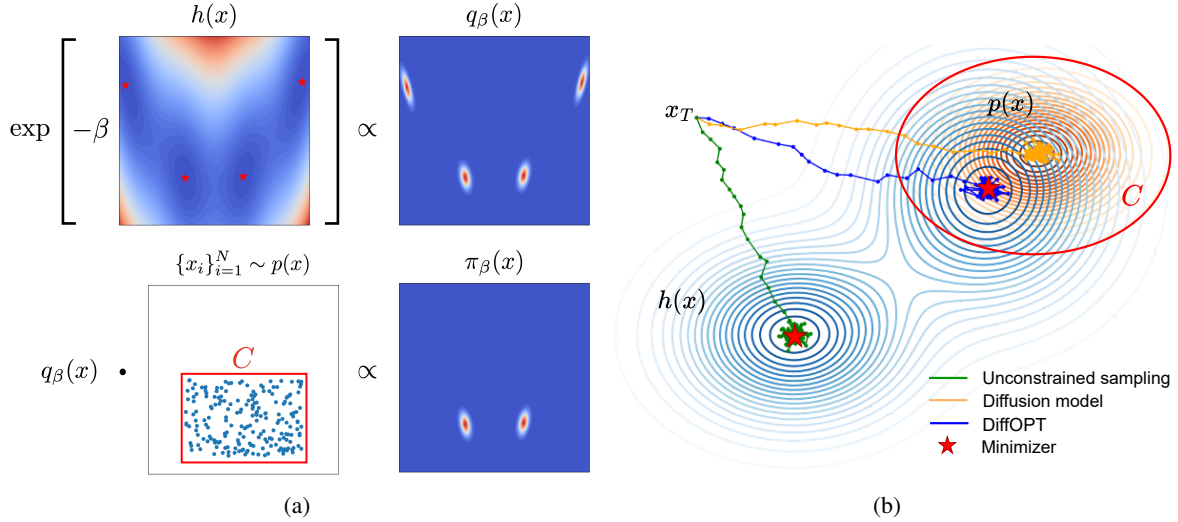 h(x)
q_β(x)
exp [ −β ] ∝
{x_i}_{i=1}^N ∼ p(x)
π_β(x)
C
q_β(x) • ∝
(a)
x_T
p(x)
C
h(x)
Unconstrained sampling
Diffusion model
DiffOPT
Minimizer
(b)